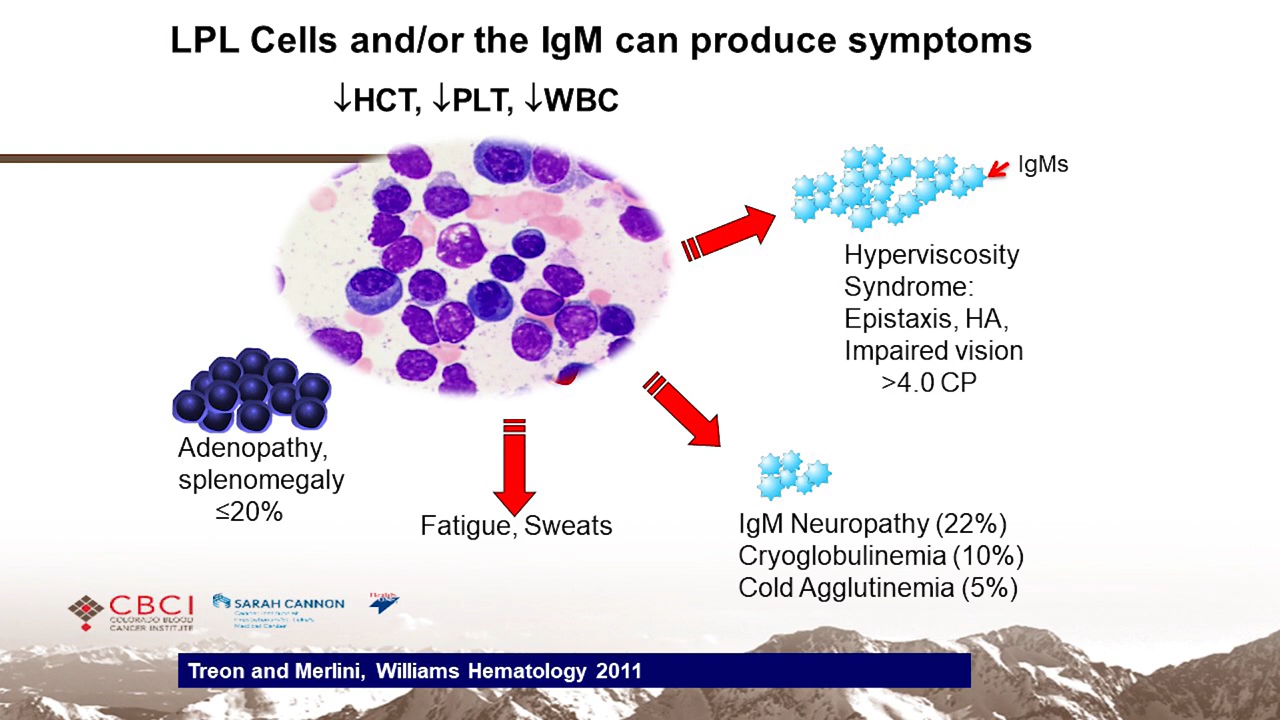 LPL Cells and/or the IgM can produce symptoms
↓HCT, ↓PLT, ↓WBC
IgMs
Hyperviscosity
Syndrome:
Epistaxis, HA,
Impaired vision
>4.0 CP
Adenopathy,
splenomegaly
≤20%
Fatigue, Sweats
IgM Neuropathy (22%)
Cryoglobulinemia (10%)
Cold Agglutinemia (5%)
CBCI
COLORADO BLOOD
CANCER INSTITUTE
SARAH CANNON
Medical Center
Treon and Merlini, Williams Hematology 2011